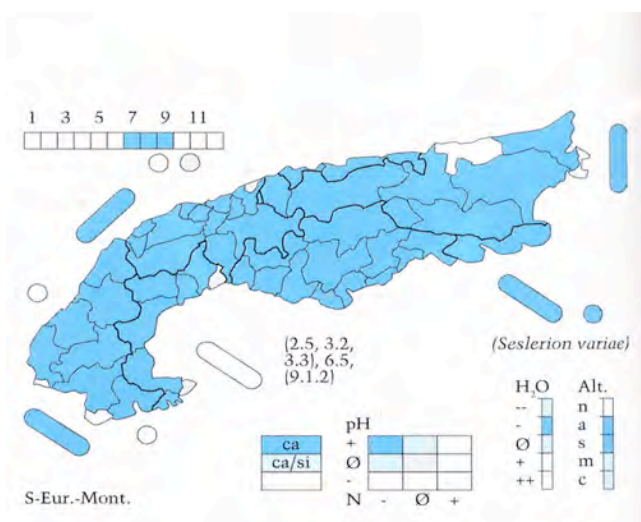 1 3 5 7 9 11
(2.5, 3.2,
3.3), 6.5,
(9.1.2)
(Seslerion variae)
H₂O Alt.
-- n
- a
Ø s
+ m
++ c
pH
ca +
ca/si Ø
-
N - Ø +
S-Eur.-Mont.